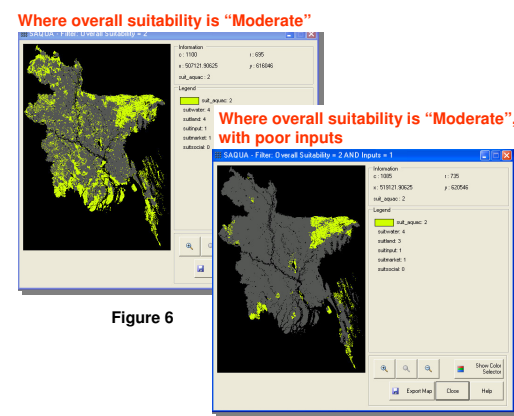 Where overall suitability is “Moderate”
SAQUA - Filter: Overall Suitability = 2
Information
c : 1100 r : 695
x : 507121.90625 y : 616046
suit_aquac : 2
Legend
suit_aquac: 2
suitwater: 4
suitland: 4
suitinput: 1
suitmarket: 1
suitsocial: 0
Figure 6
Where overall suitability is “Moderate”,
with poor inputs
SAQUA - Filter: Overall Suitability = 2 AND Inputs = 1
Information
c : 1085 r : 735
x : 519121.90625 y : 620546
suit_aquac : 2
Legend
suit_aquac: 2
suitwater: 4
suitland: 3
suitinput: 1
suitmarket: 1
suitsocial: 0
Show Color
Selector
Export Map Close Help